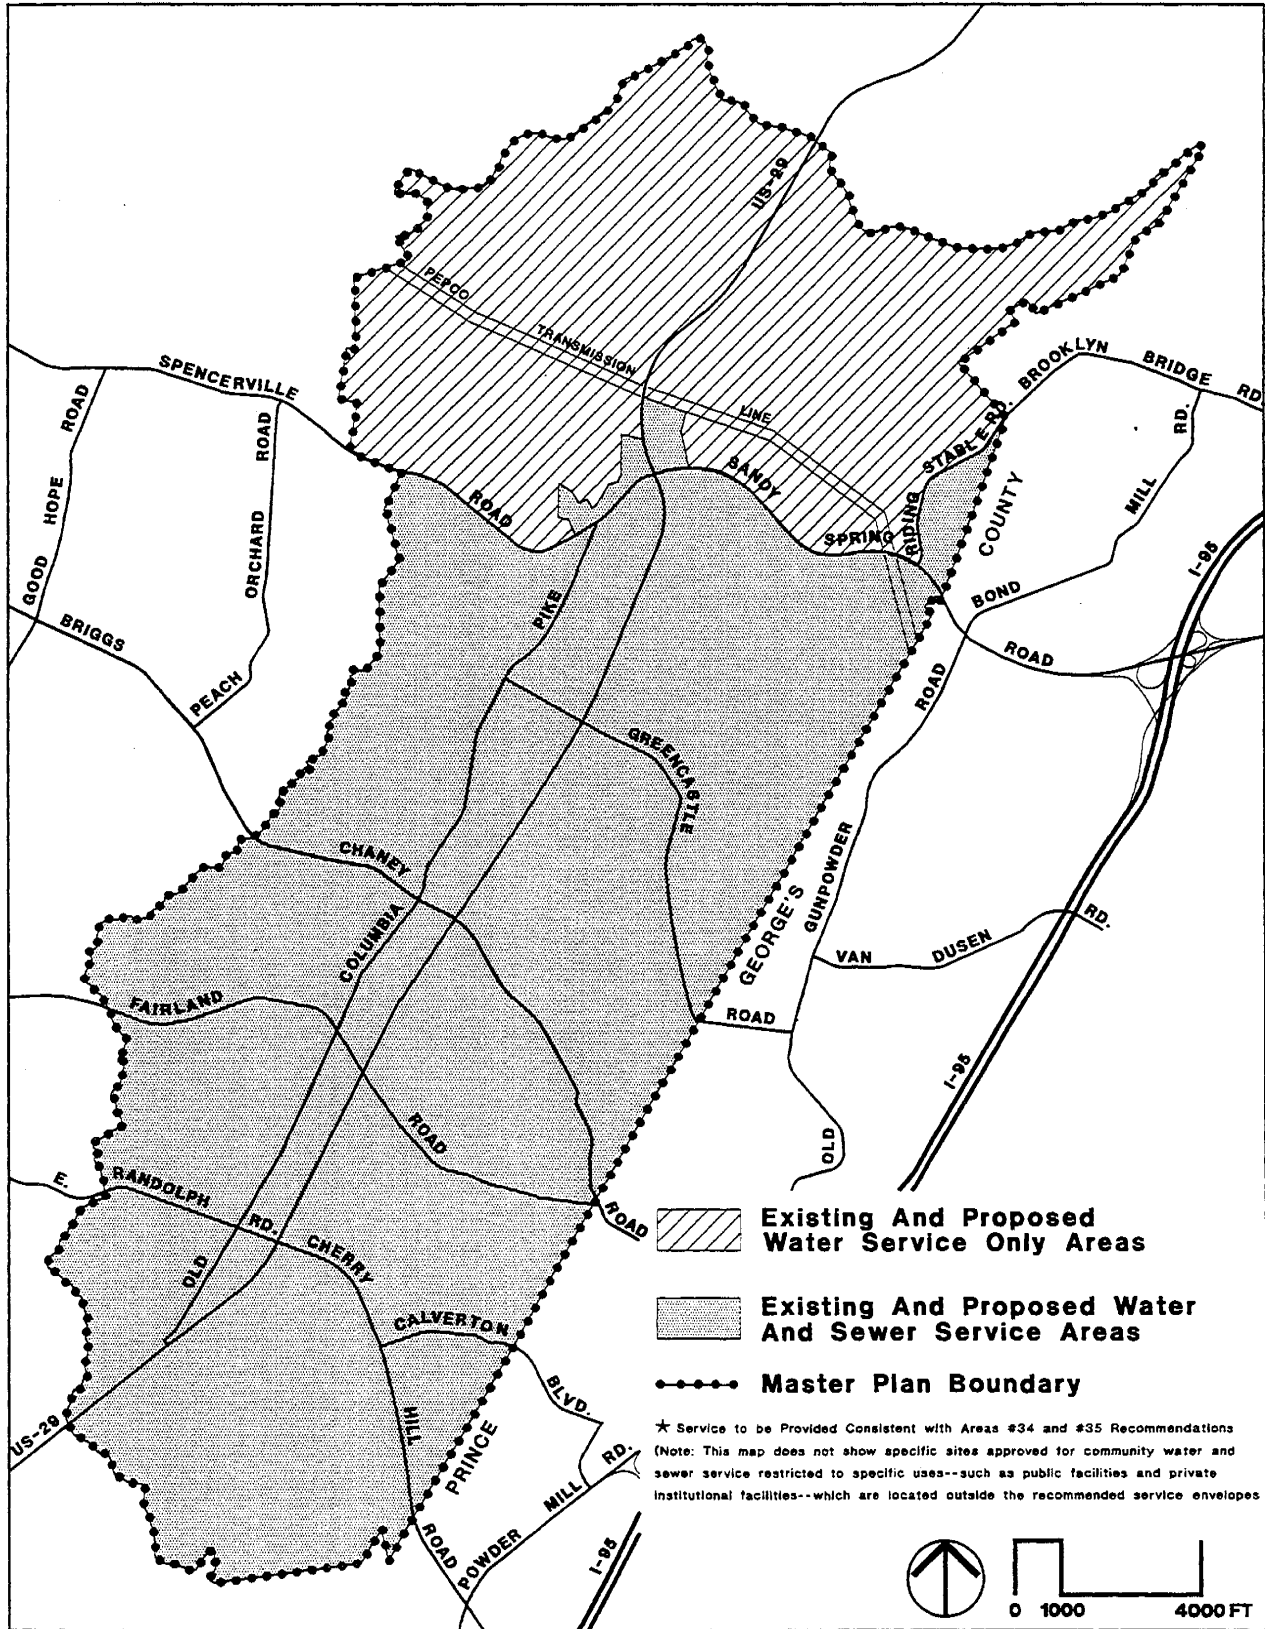 US-29
PEPCO
TRANSMISSION
LINE
SPENCERVILLE
ROAD
SANDY
SPRING
ROAD
BROOKLYN
BRIDGE
RD.
STABLE RD.
RIDING
COUNTY
MILL
RD.
I-95
GOOD
HOPE
ROAD
ORCHARD
ROAD
BRIGGS
PEACH
PIKE
BOND
ROAD
GREENCASTLE
CHANEY
COLUMBIA
GEORGE'S
GUNPOWDER
VAN
DUSEN
RD.
FAIRLAND
ROAD
ROAD
I-95
OLD
E.
RANDOLPH
RD.
CHERRY
ROAD
OLD
CALVERTON
BLVD.
HILL
PRINCE
US-29
ROAD
POWDER
MILL
RD.
I-95
Existing And Proposed
Water Service Only Areas
Existing And Proposed Water
And Sewer Service Areas
Master Plan Boundary
★ Service to be Provided Consistent with Areas #34 and #35 Recommendations
(Note: This map does not show specific sites approved for community water and
sewer service restricted to specific uses--such as public facilities and private
institutional facilities--which are located outside the recommended service envelopes
0 1000 4000 FT